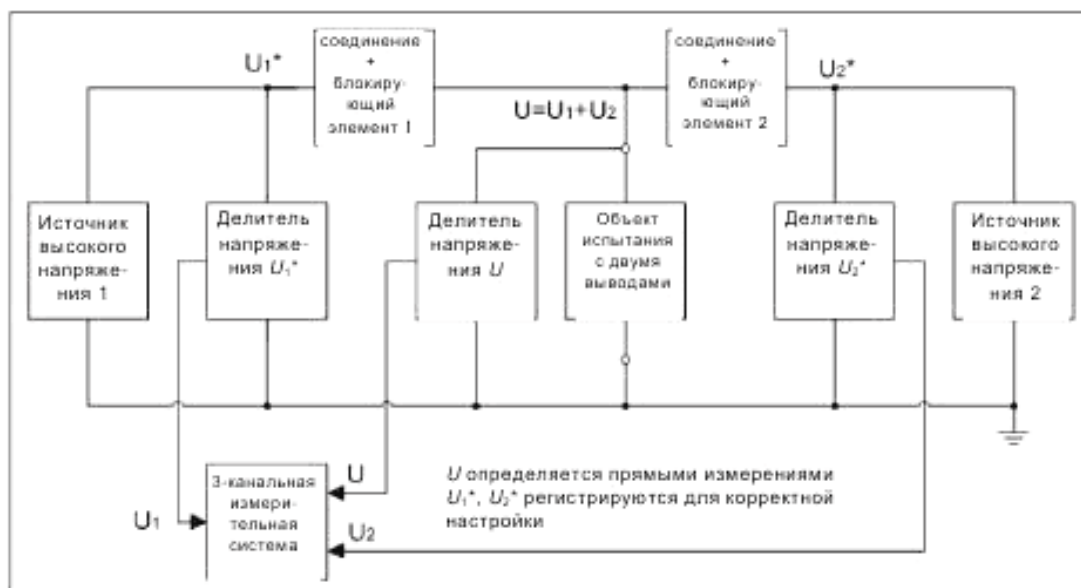 U1*
соединение
+
блокиру-
ющий
элемент 1
U=U1+U2
соединение
+
блокиру-
ющий
элемент 2
U2*
Источник
высокого
напряже-
ния 1
Делитель
напряже-
ния U1*
Делитель
напряже-
ния U
Объект
испытания
с двумя
выводами
Делитель
напряже-
ния U2*
Источник
высокого
напряже-
ния 2
3-канальная
измери-
тельная
система
U1
U
U2
U определяется прямыми измерениями
U1*, U2* регистрируются для корректной
настройки